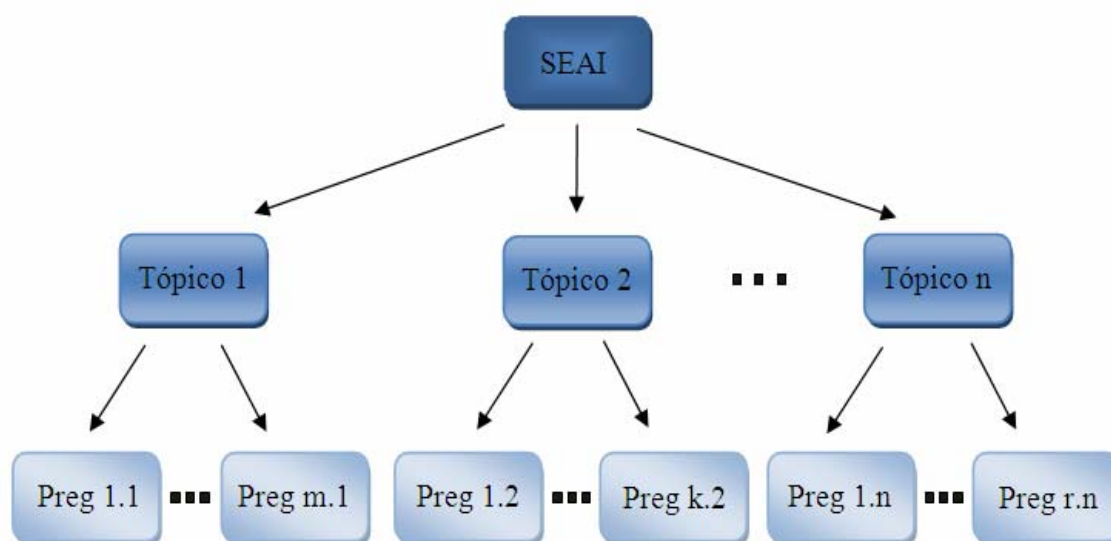 SEAI
Tópico 1
Tópico 2
Tópico n
Preg 1.1
Preg m.1
Preg 1.2
Preg k.2
Preg 1.n
Preg r.n